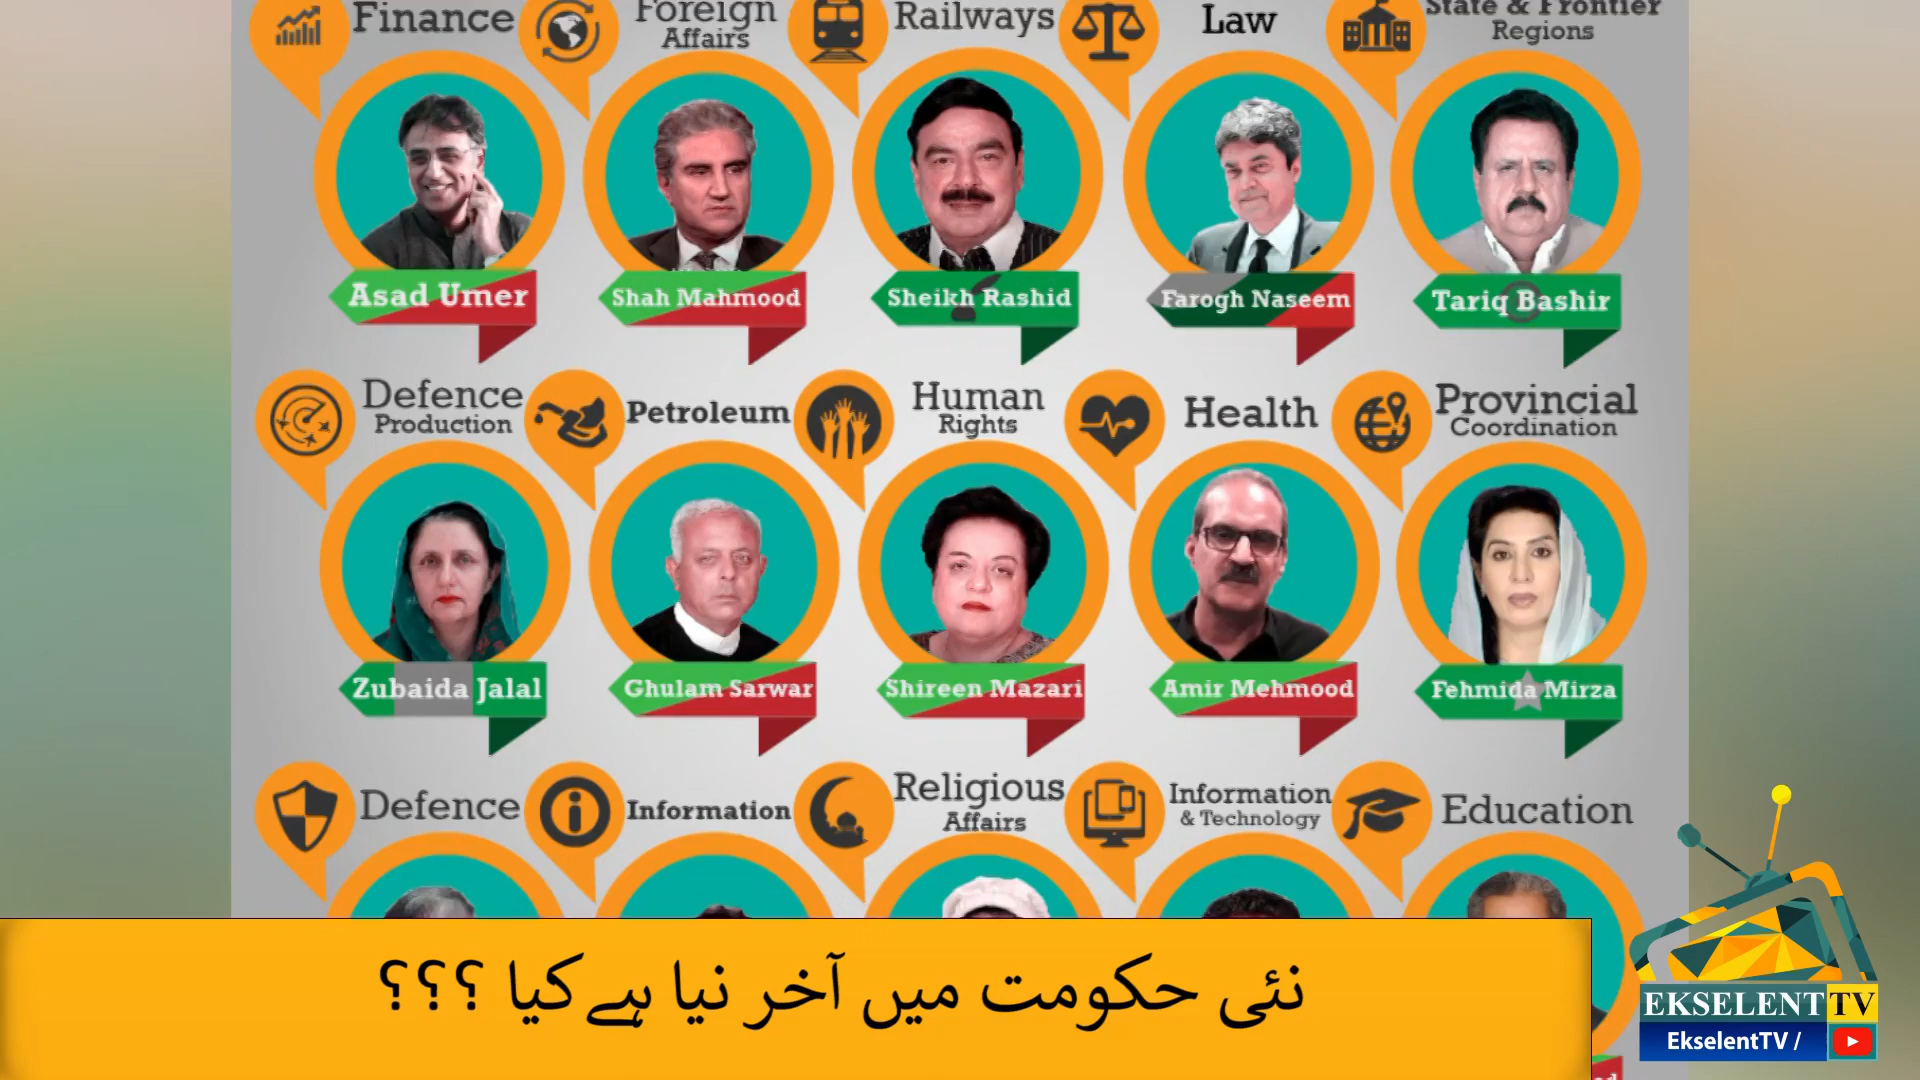 Finance
Foreign
Affairs
Railways
Law
State & Frontier
Regions
Asad Umer
Shah Mahmood
Sheikh Rashid
Farogh Naseem
Tariq Bashir
Defence
Production
Petroleum
Human
Rights
Health
Provincial
Coordination
Zubaida Jalal
Ghulam Sarwar
Shireen Mazari
Amir Mehmood
Fehmida Mirza
Defence
Information
Religious
Affairs
Information
& Technology
Education
نئی حکومت میں آخر نیا ہے کیا ؟؟؟
EKSELENT TV
EkselentTV /